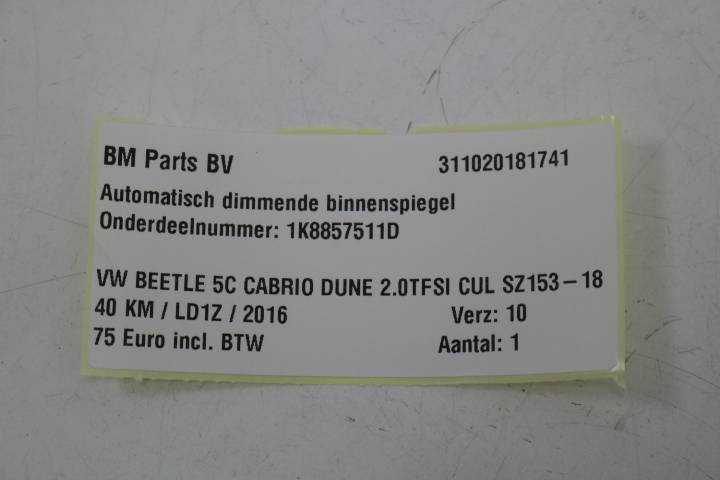 BM Parts BV 311020181741
Automatisch dimmende binnenspiegel
Onderdeelnummer: 1K8857511D
VW BEETLE 5C CABRIO DUNE 2.0TFSI CUL SZ153-18
40 KM / LD1Z / 2016 Verz: 10
75 Euro incl. BTW Aantal: 1